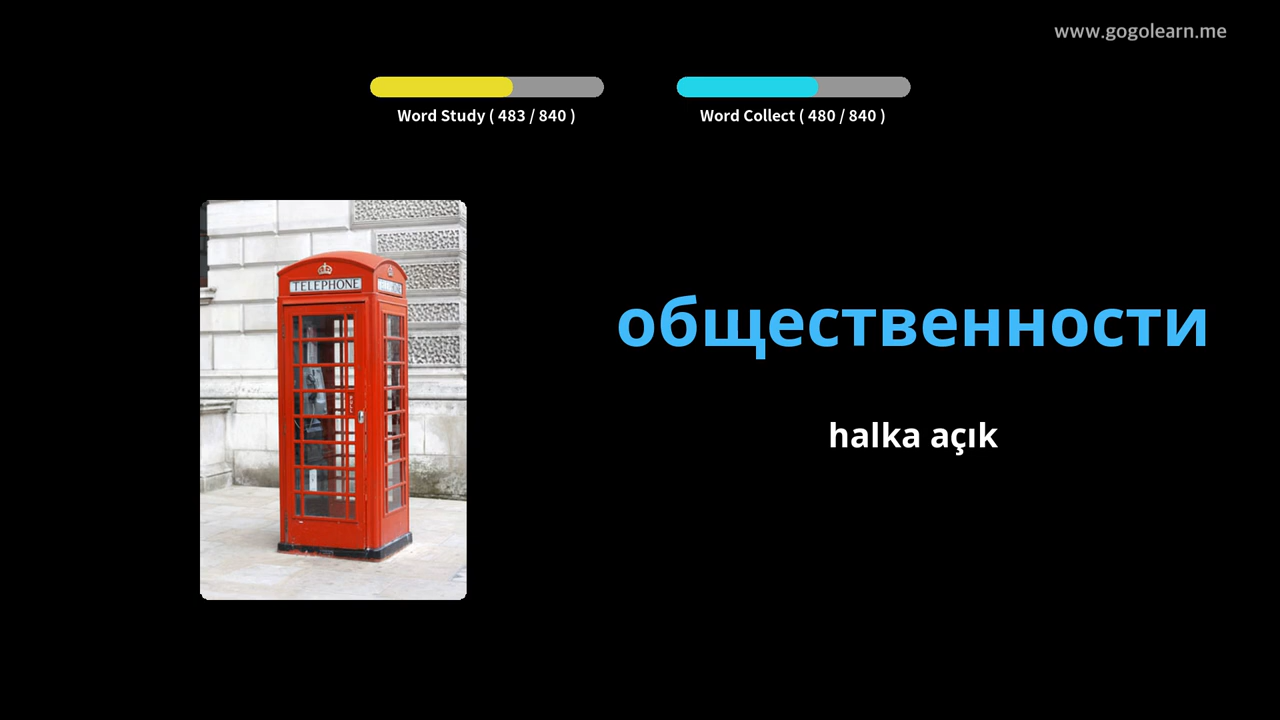 www.gogolearn.me
Word Study ( 483 / 840 )
Word Collect ( 480 / 840 )
TELEPHONE
общественности
halka açık